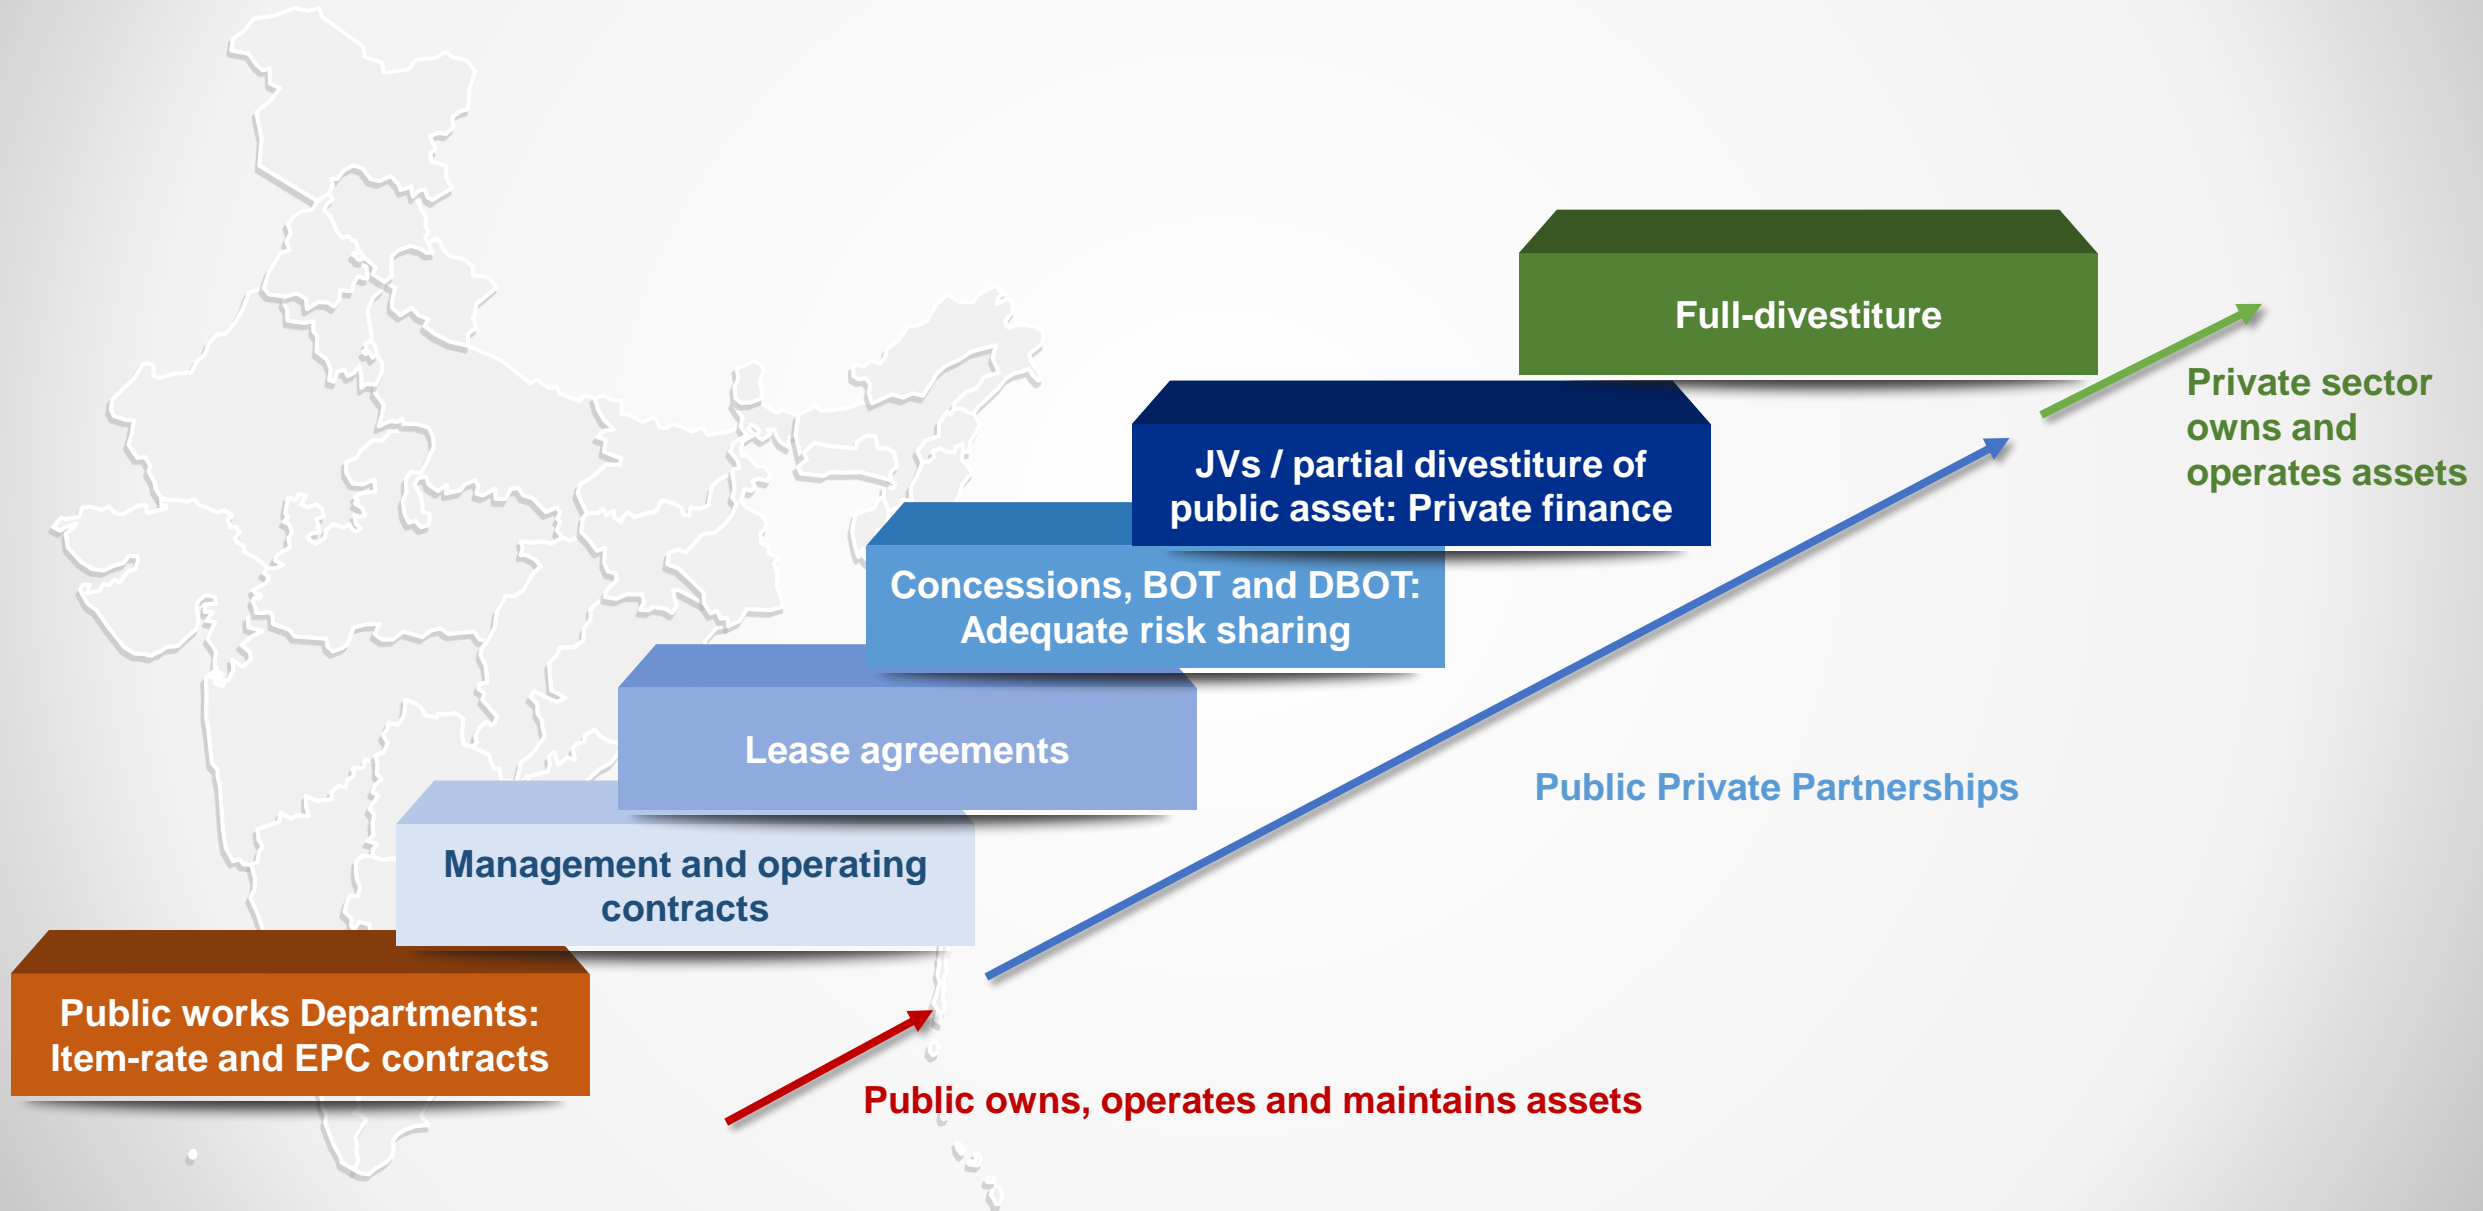 Full-divestiture
Private sector
owns and
operates assets
JVs / partial divestiture of
public asset: Private finance
Concessions, BOT and DBOT:
Adequate risk sharing
Lease agreements
Public Private Partnerships
Management and operating
contracts
Public works Departments:
Item-rate and EPC contracts
Public owns, operates and maintains assets